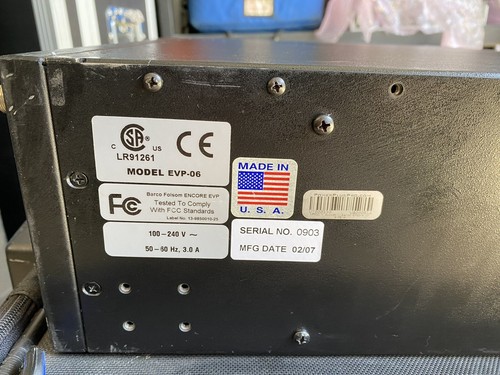 C SA ® US
LR91261
CE
MODEL EVP-06
FC
Barco Folsom ENCORE EVP
Tested To Comply
With FCC Standards
MADE IN
U. S. A.
100–240 V ~
50–60 Hz, 3.0 A
SERIAL NO. 0903
MFG DATE 02/07